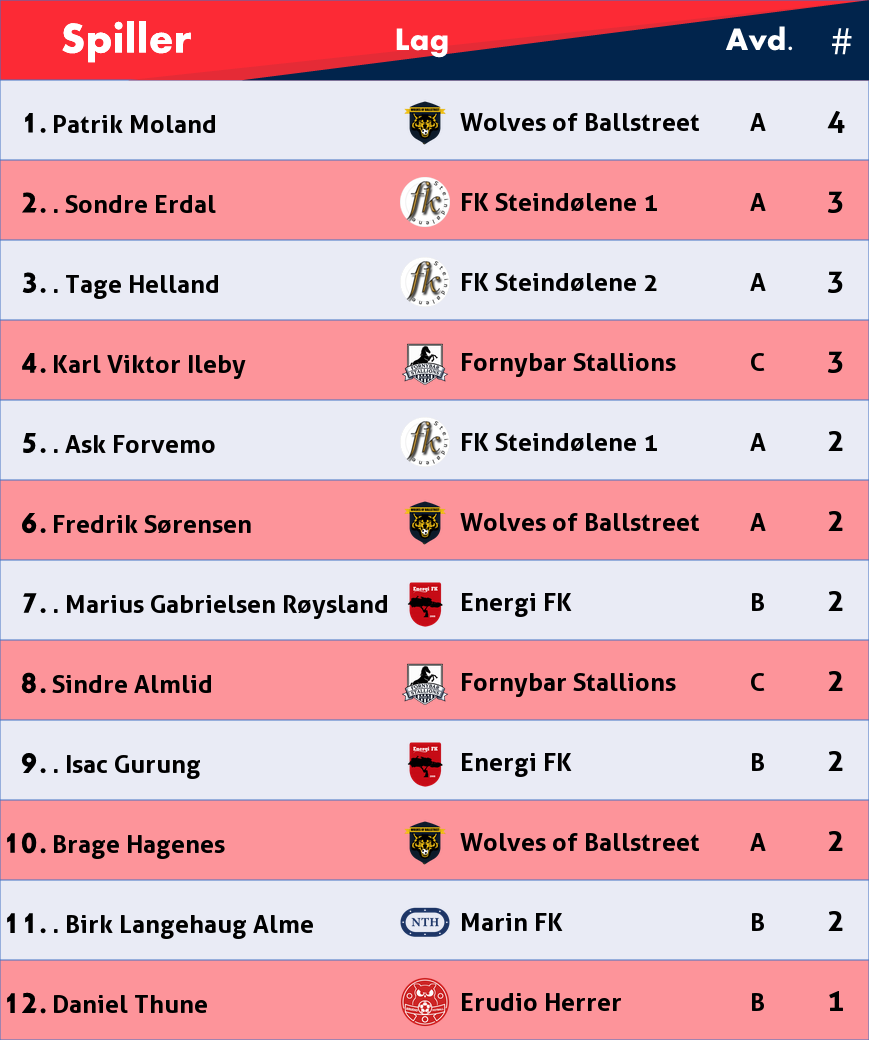 Spiller Lag Avd. #
1. Patrik Moland Wolves of Ballstreet A 4
2. . Sondre Erdal FK Steindølene 1 A 3
3. . Tage Helland FK Steindølene 2 A 3
4. Karl Viktor Ileby Fornybar Stallions C 3
5. . Ask Forvemo FK Steindølene 1 A 2
6. Fredrik Sørensen Wolves of Ballstreet A 2
7. . Marius Gabrielsen Røysland Energi FK B 2
8. Sindre Almlid Fornybar Stallions C 2
9. . Isac Gurung Energi FK B 2
10. Brage Hagenes Wolves of Ballstreet A 2
11. . Birk Langehaug Alme NTH Marin FK B 2
12. Daniel Thune Erudio Herrer B 1